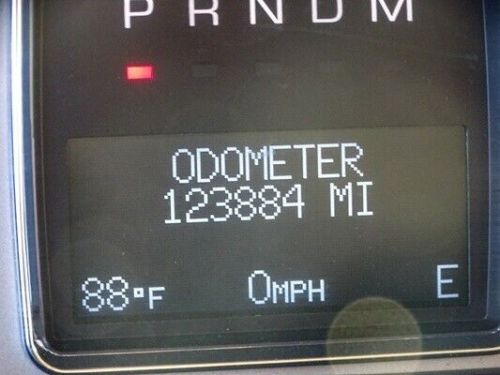 P R N D M
ODOMETER
123884 MI
88°F 0MPH E